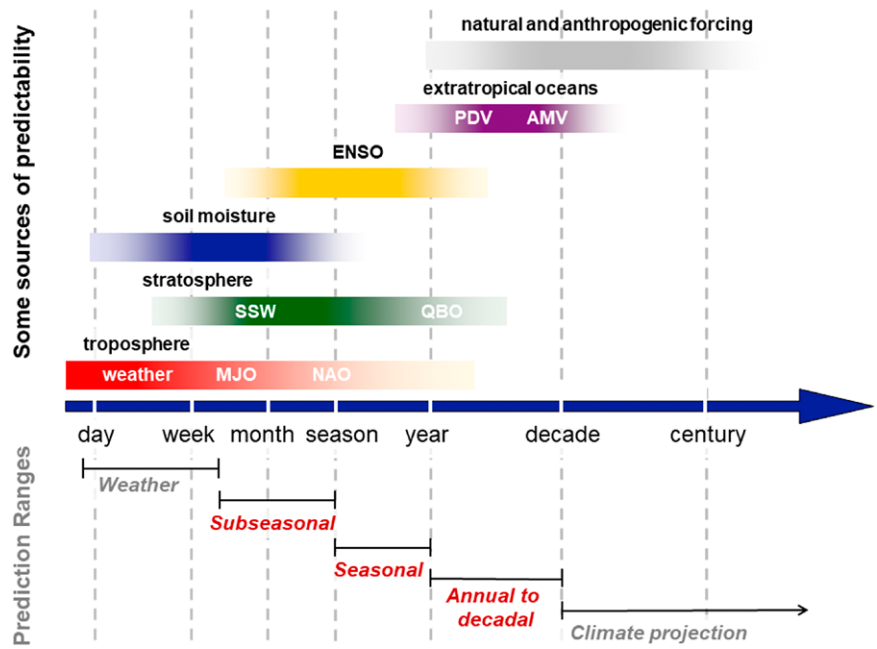 Some sources of predictability
natural and anthropogenic forcing
extratropical oceans
PDV AMV
ENSO
soil moisture
stratosphere
SSW QBO
troposphere
weather MJO NAO
day week month season year decade century
Prediction Ranges
Weather
Subseasonal
Seasonal
Annual to
decadal
Climate projection